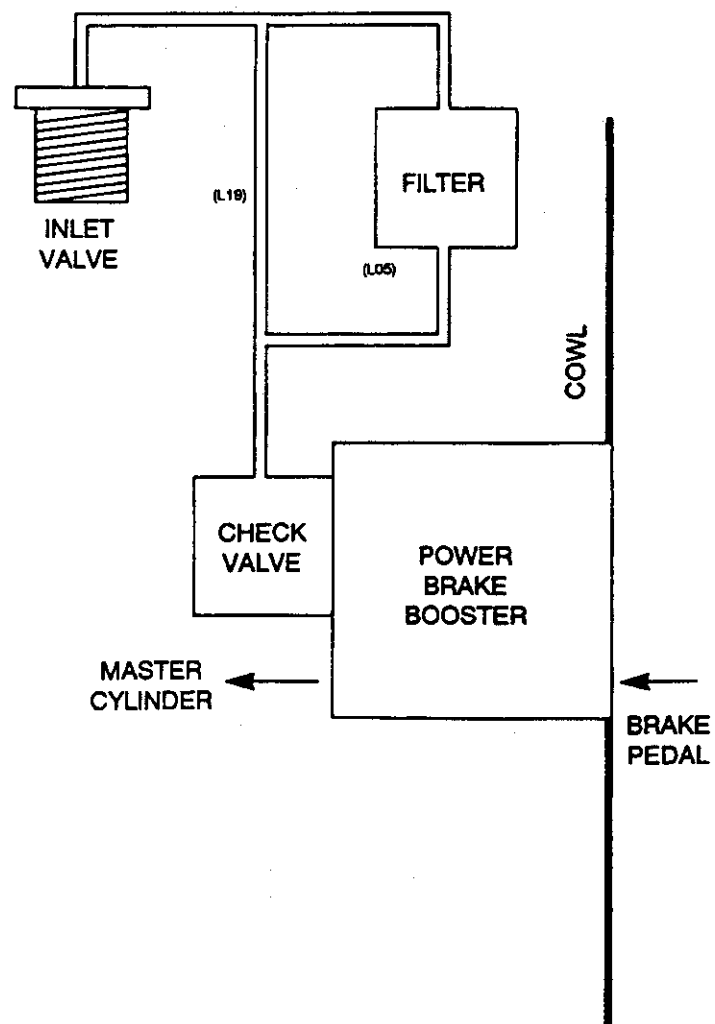 FILTER
(L19)
INLET
VALVE
(L05)
COWL
CHECK
VALVE
POWER
BRAKE
BOOSTER
MASTER
CYLINDER
BRAKE
PEDAL